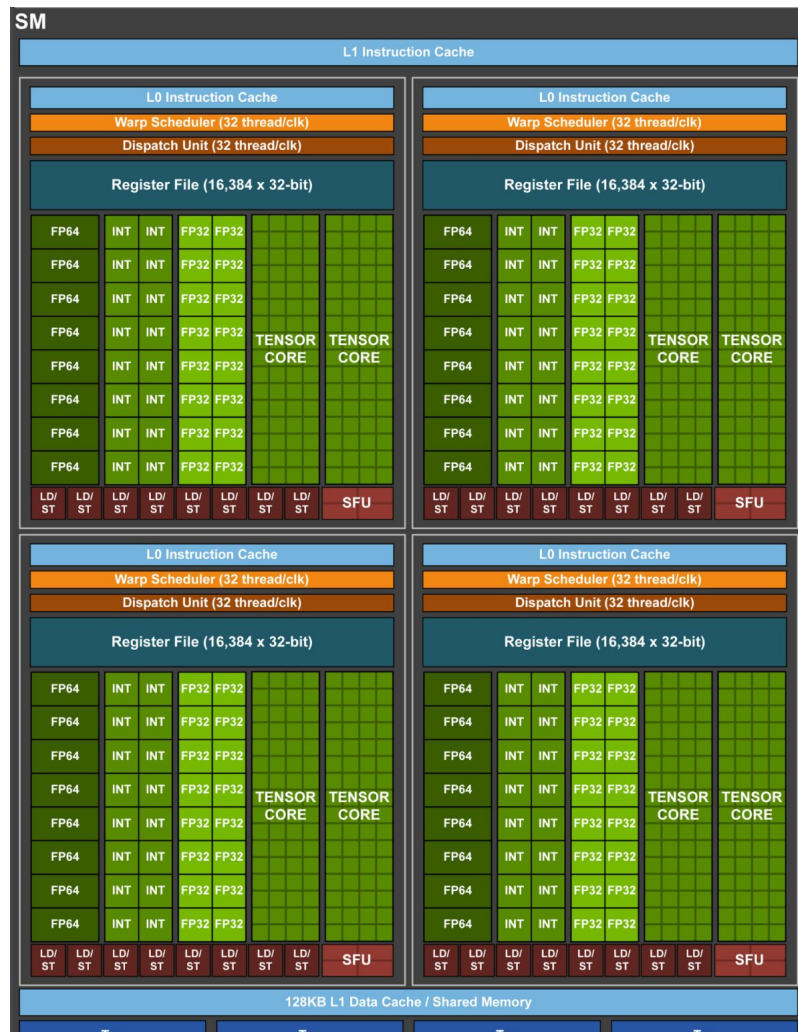 SM
L1 Instruction Cache
L0 Instruction Cache
Warp Scheduler (32 thread/clk)
Dispatch Unit (32 thread/clk)
Register File (16,384 x 32-bit)
FP64 INT INT FP32 FP32
FP64 INT INT FP32 FP32
FP64 INT INT FP32 FP32
FP64 INT INT FP32 FP32
TENSOR TENSOR
CORE CORE
FP64 INT INT FP32 FP32
FP64 INT INT FP32 FP32
FP64 INT INT FP32 FP32
FP64 INT INT FP32 FP32
LD/ LD/ LD/ LD/ LD/ LD/ LD/ LD/
ST ST ST ST ST ST ST ST
SFU
L0 Instruction Cache
Warp Scheduler (32 thread/clk)
Dispatch Unit (32 thread/clk)
Register File (16,384 x 32-bit)
FP64 INT INT FP32 FP32
FP64 INT INT FP32 FP32
FP64 INT INT FP32 FP32
FP64 INT INT FP32 FP32
TENSOR TENSOR
CORE CORE
FP64 INT INT FP32 FP32
FP64 INT INT FP32 FP32
FP64 INT INT FP32 FP32
FP64 INT INT FP32 FP32
LD/ LD/ LD/ LD/ LD/ LD/ LD/ LD/
ST ST ST ST ST ST ST ST
SFU
L0 Instruction Cache
Warp Scheduler (32 thread/clk)
Dispatch Unit (32 thread/clk)
Register File (16,384 x 32-bit)
FP64 INT INT FP32 FP32
FP64 INT INT FP32 FP32
FP64 INT INT FP32 FP32
FP64 INT INT FP32 FP32
TENSOR TENSOR
CORE CORE
FP64 INT INT FP32 FP32
FP64 INT INT FP32 FP32
FP64 INT INT FP32 FP32
FP64 INT INT FP32 FP32
LD/ LD/ LD/ LD/ LD/ LD/ LD/ LD/
ST ST ST ST ST ST ST ST
SFU
L0 Instruction Cache
Warp Scheduler (32 thread/clk)
Dispatch Unit (32 thread/clk)
Register File (16,384 x 32-bit)
FP64 INT INT FP32 FP32
FP64 INT INT FP32 FP32
FP64 INT INT FP32 FP32
FP64 INT INT FP32 FP32
TENSOR TENSOR
CORE CORE
FP64 INT INT FP32 FP32
FP64 INT INT FP32 FP32
FP64 INT INT FP32 FP32
FP64 INT INT FP32 FP32
LD/ LD/ LD/ LD/ LD/ LD/ LD/ LD/
ST ST ST ST ST ST ST ST
SFU
128KB L1 Data Cache / Shared Memory